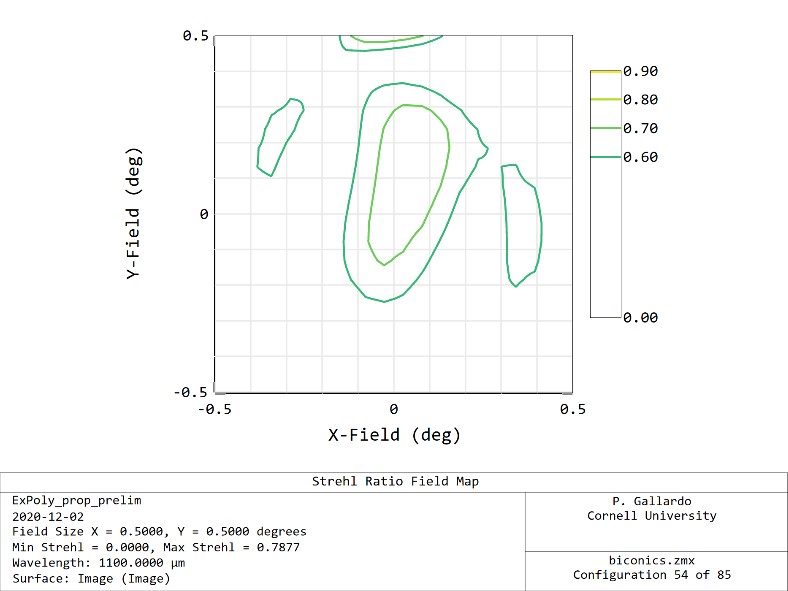 0.5
0
-0.5
Y-Field (deg)
-0.5
0
0.5
X-Field (deg)
0.90
0.80
0.70
0.60
0.00
Strehl Ratio Field Map
ExPoly_prop_prelim
2020-12-02
Field Size X = 0.5000, Y = 0.5000 degrees
Min Strehl = 0.0000, Max Strehl = 0.7877
Wavelength: 1100.0000 µm
Surface: Image (Image)
P. Gallardo
Cornell University
biconics.zmx
Configuration 54 of 85